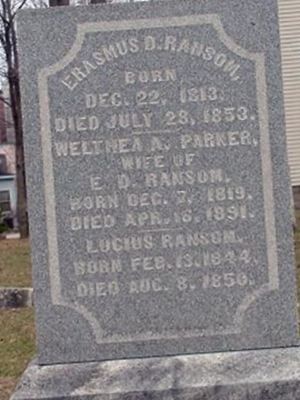 ERASMUS D. RANSOM,
BORN
DEC. 22, 1813.
DIED JULY 28, 1853.
WELTHEA A. PARKER,
WIFE OF
E. D. RANSOM.
BORN DEC. 7, 1819.
DIED APR. 16, 1891.
LUCIUS RANSOM.
BORN FEB. 13, 1844.
DIED AUG. 8, 1850.